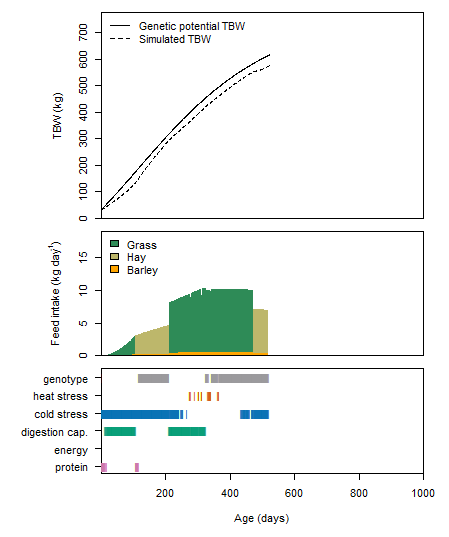 Genetic potential TBW
Simulated TBW
TBW (kg)
0
100
200
300
400
500
600
700
Grass
Hay
Barley
Feed intake (kg day⁻¹)
0
5
10
15
genotype
heat stress
cold stress
digestion cap.
energy
protein
200 400 600 800 1000
Age (days)